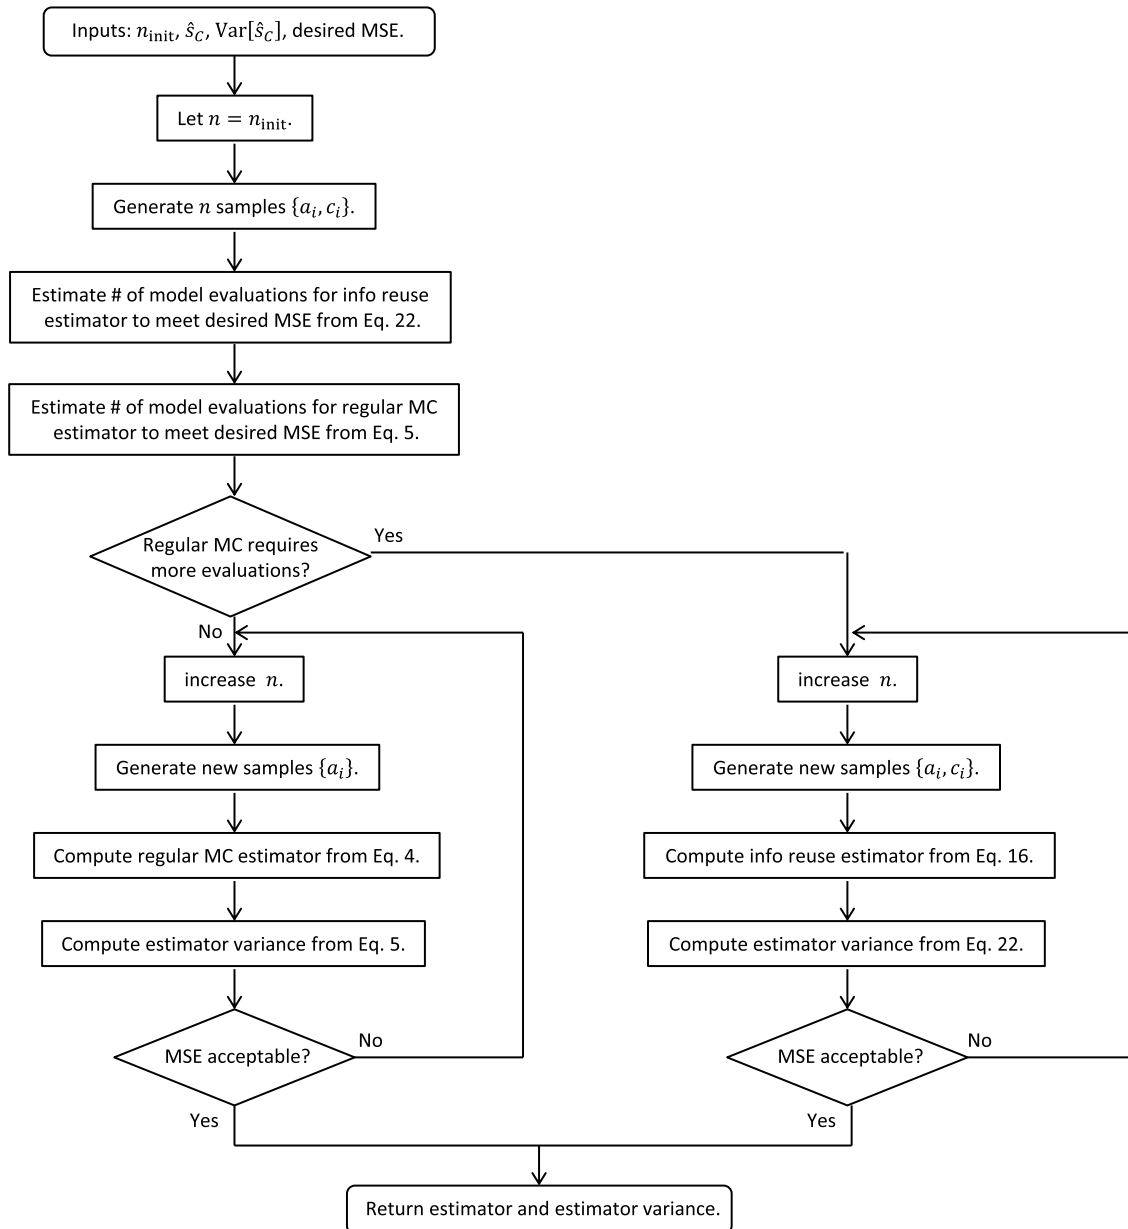 Inputs: n_init, ŝ_C, Var[ŝ_C], desired MSE.
Let n = n_init.
Generate n samples {a_i, c_i}.
Estimate # of model evaluations for info reuse
estimator to meet desired MSE from Eq. 22.
Estimate # of model evaluations for regular MC
estimator to meet desired MSE from Eq. 5.
Regular MC requires
more evaluations?
Yes
No
increase n.
Generate new samples {a_i}.
Compute regular MC estimator from Eq. 4.
Compute estimator variance from Eq. 5.
MSE acceptable?
No
Yes
increase n.
Generate new samples {a_i, c_i}.
Compute info reuse estimator from Eq. 16.
Compute estimator variance from Eq. 22.
MSE acceptable?
No
Yes
Return estimator and estimator variance.